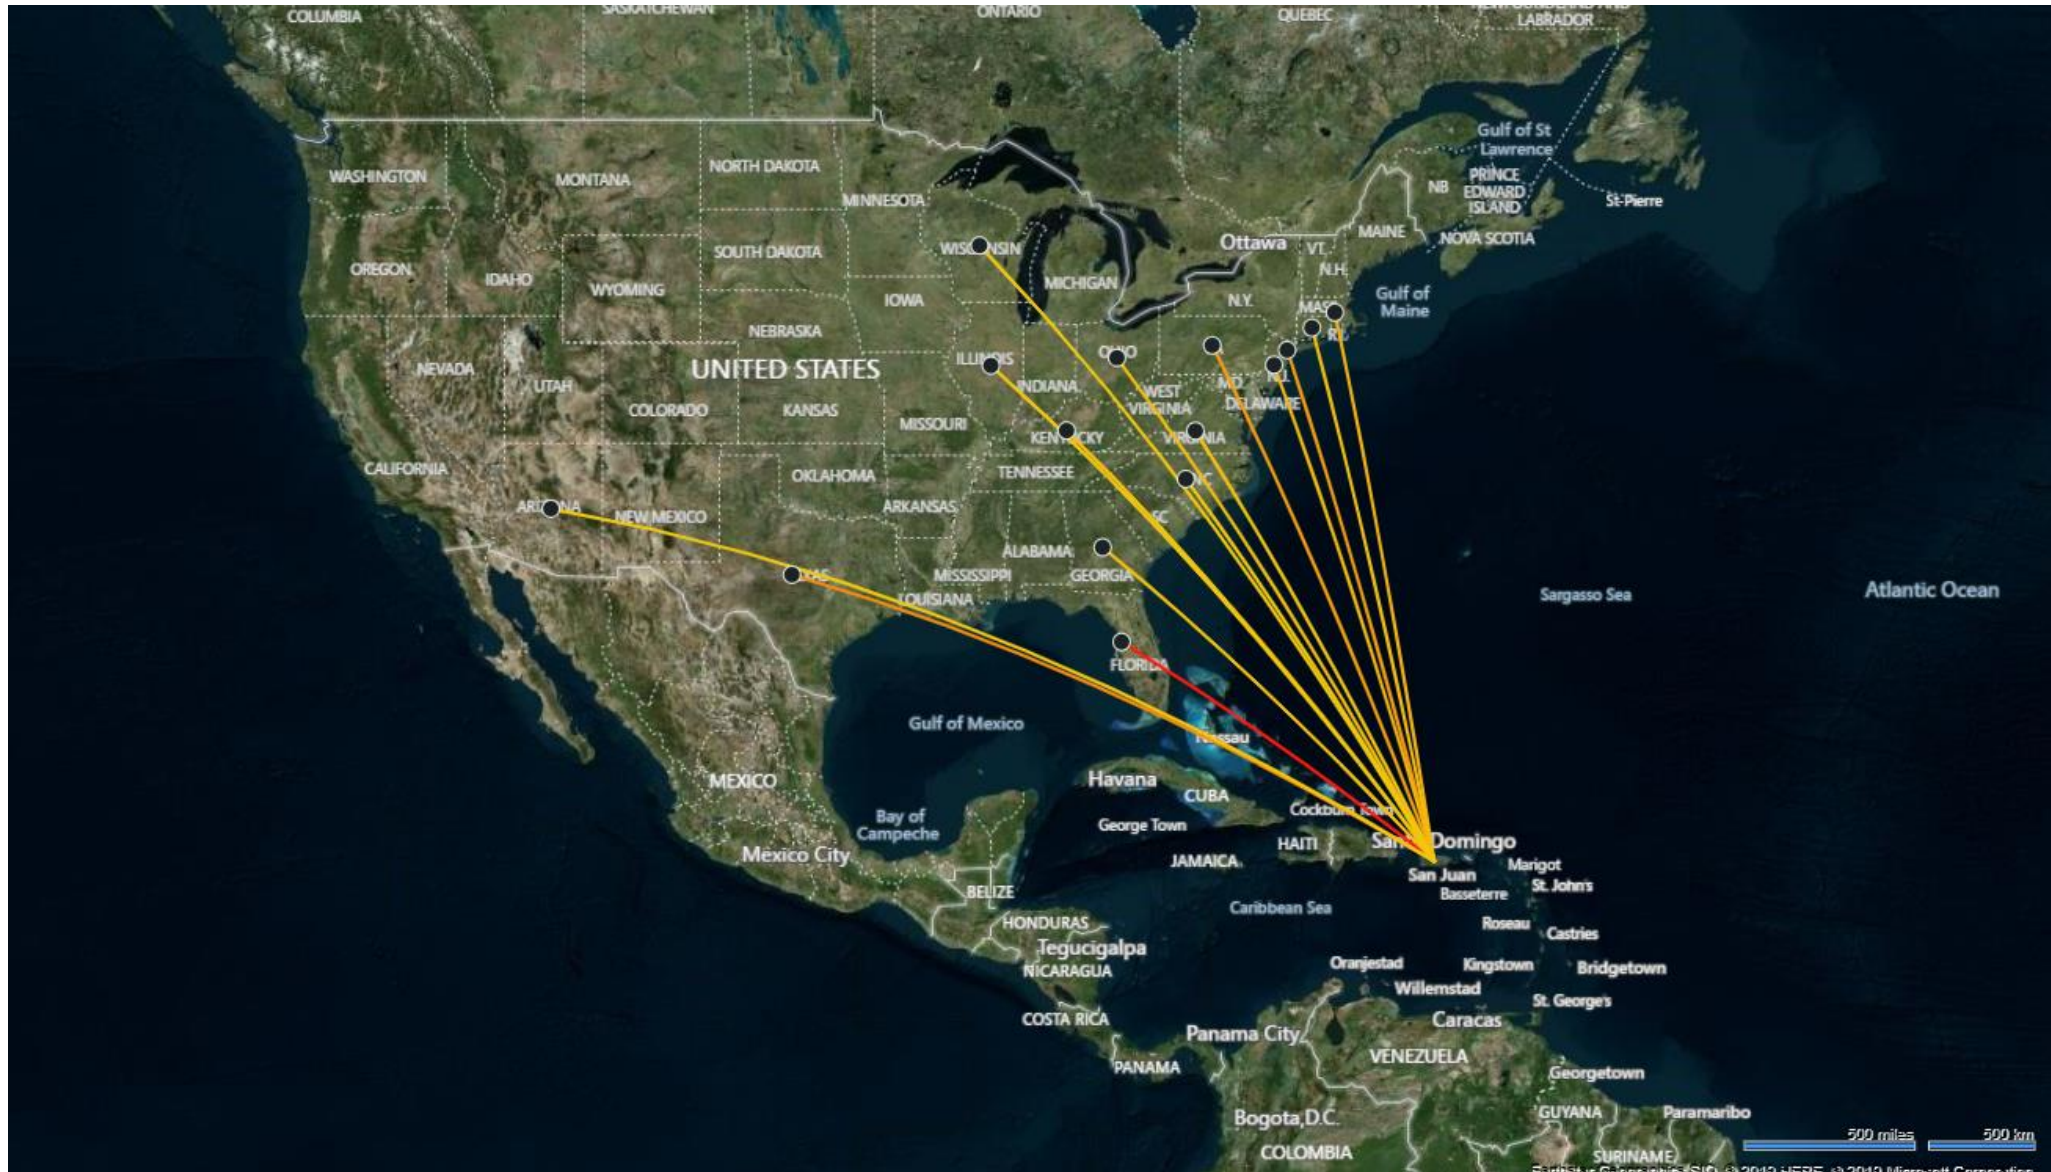 COLUMBIA
SASKATCHEWAN
ONTARIO
QUEBEC
LABRADOR
Gulf of St
Lawrence
WASHINGTON
MONTANA
NORTH DAKOTA
MINNESOTA
NB
PRINCE
EDWARD
ISLAND
St-Pierre
OREGON
IDAHO
WYOMING
SOUTH DAKOTA
Ottawa
VT.
MAINE
NOVA SCOTIA
N.H.
MICHIGAN
IOWA
N.Y.
Gulf of
Maine
NEBRASKA
NEVADA
UTAH
UNITED STATES
INDIANA
MD.
COLORADO
KANSAS
MISSOURI
WEST
VIRGINIA
DELAWARE
CALIFORNIA
OKLAHOMA
TENNESSEE
NEW MEXICO
ARKANSAS
SC
ALABAMA
MISSISSIPPI
GEORGIA
LOUISIANA
Sargasso Sea
Atlantic Ocean
FLORIDA
Gulf of Mexico
Nassau
MEXICO
Havana
CUBA
Cockburn Town
Bay of
Campeche
George Town
HAITI
Domingo
Mexico City
JAMAICA
Marigot
San Juan
St. John's
BELIZE
Basseterre
Caribbean Sea
HONDURAS
Roseau
Castries
Tegucigalpa
NICARAGUA
Oranjestad
Kingstown
Bridgetown
Willemstad
St. George's
COSTA RICA
Panama City
Caracas
PANAMA
VENEZUELA
Georgetown
Bogota,D.C.
GUYANA
Paramaribo
COLOMBIA
SURINAME
500 miles
500 km